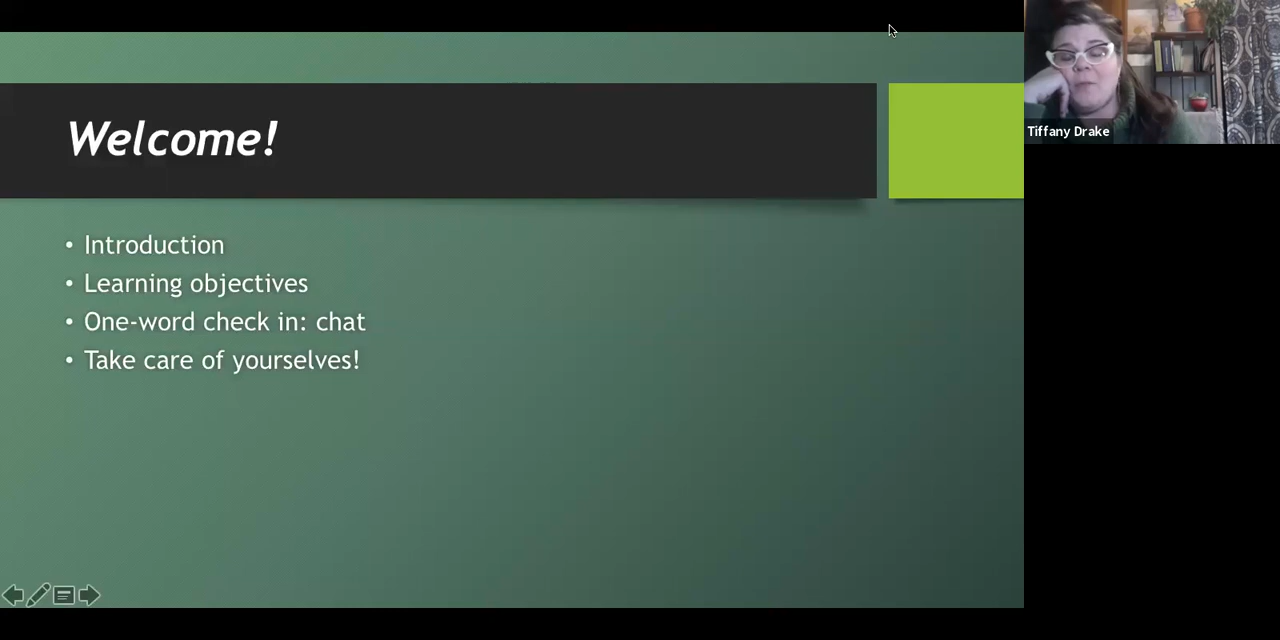 Welcome!
• Introduction
• Learning objectives
• One-word check in: chat
• Take care of yourselves!
Tiffany Drake